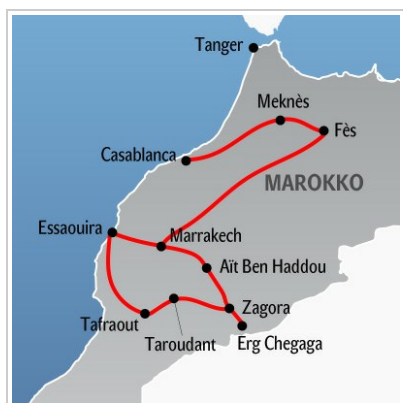 Tanger
Meknès
Fès
Casablanca
MAROKKO
Essaouira
Marrakech
Aït Ben Haddou
Zagora
Tafraout
Taroudant
Erg Chegaga